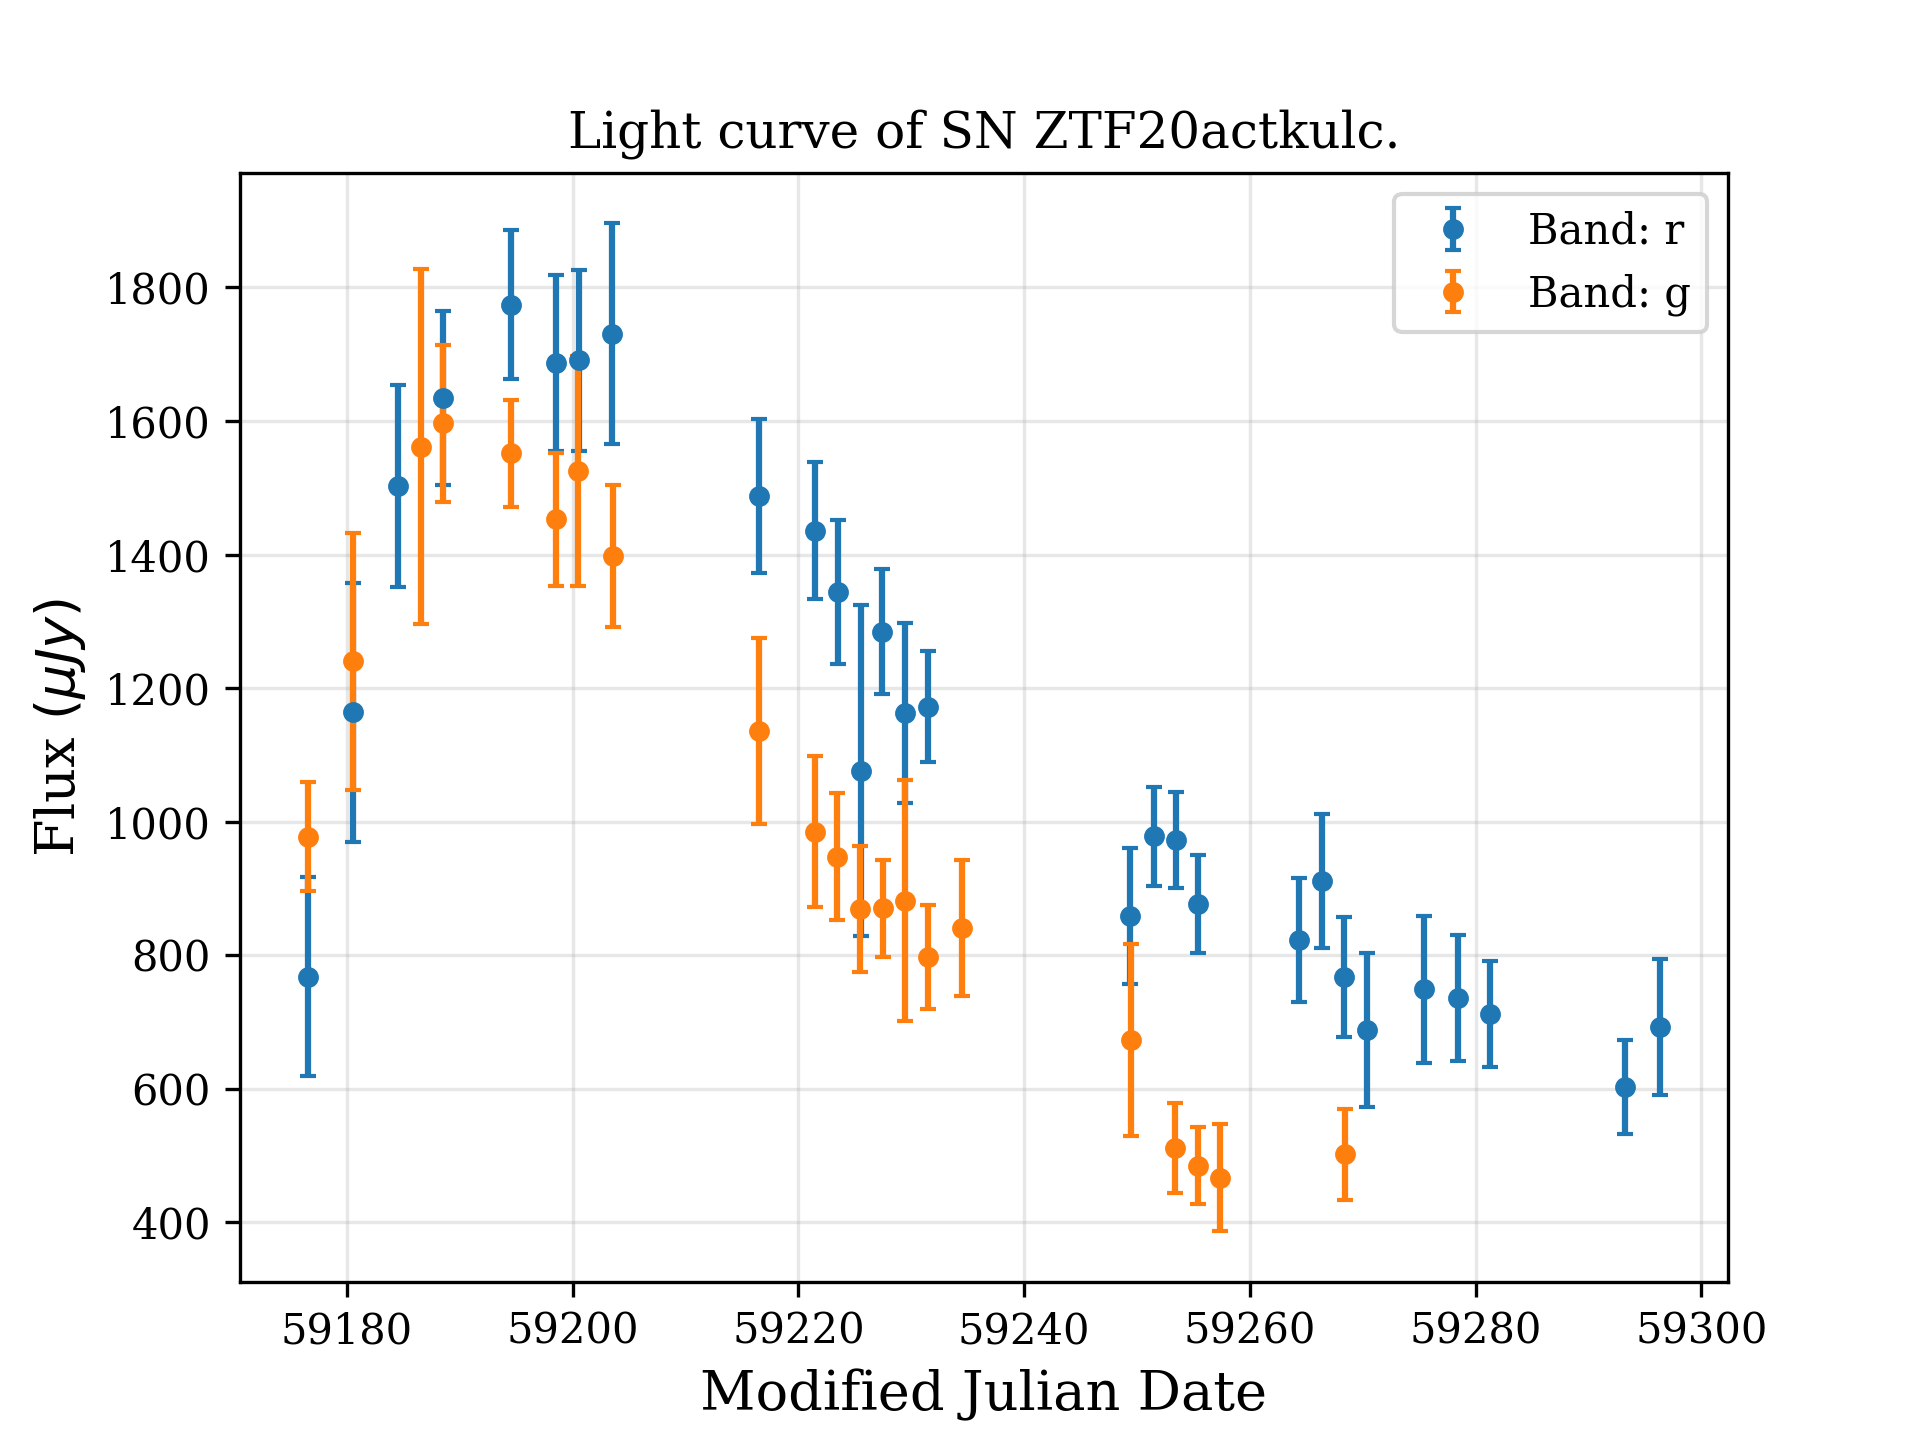 Light curve of SN ZTF20actkulc.
Band: r
Band: g
1800
1600
1400
1200
1000
800
600
400
Flux (μJy)
59180 59200 59220 59240 59260 59280 59300
Modified Julian Date